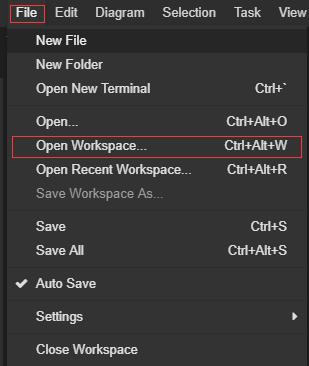 File Edit Diagram Selection Task View
New File
New Folder
Open New Terminal Ctrl+`
Open... Ctrl+Alt+O
Open Workspace... Ctrl+Alt+W
Open Recent Workspace... Ctrl+Alt+R
Save Workspace As...
Save Ctrl+S
Save All Ctrl+Alt+S
Auto Save
Settings
Close Workspace